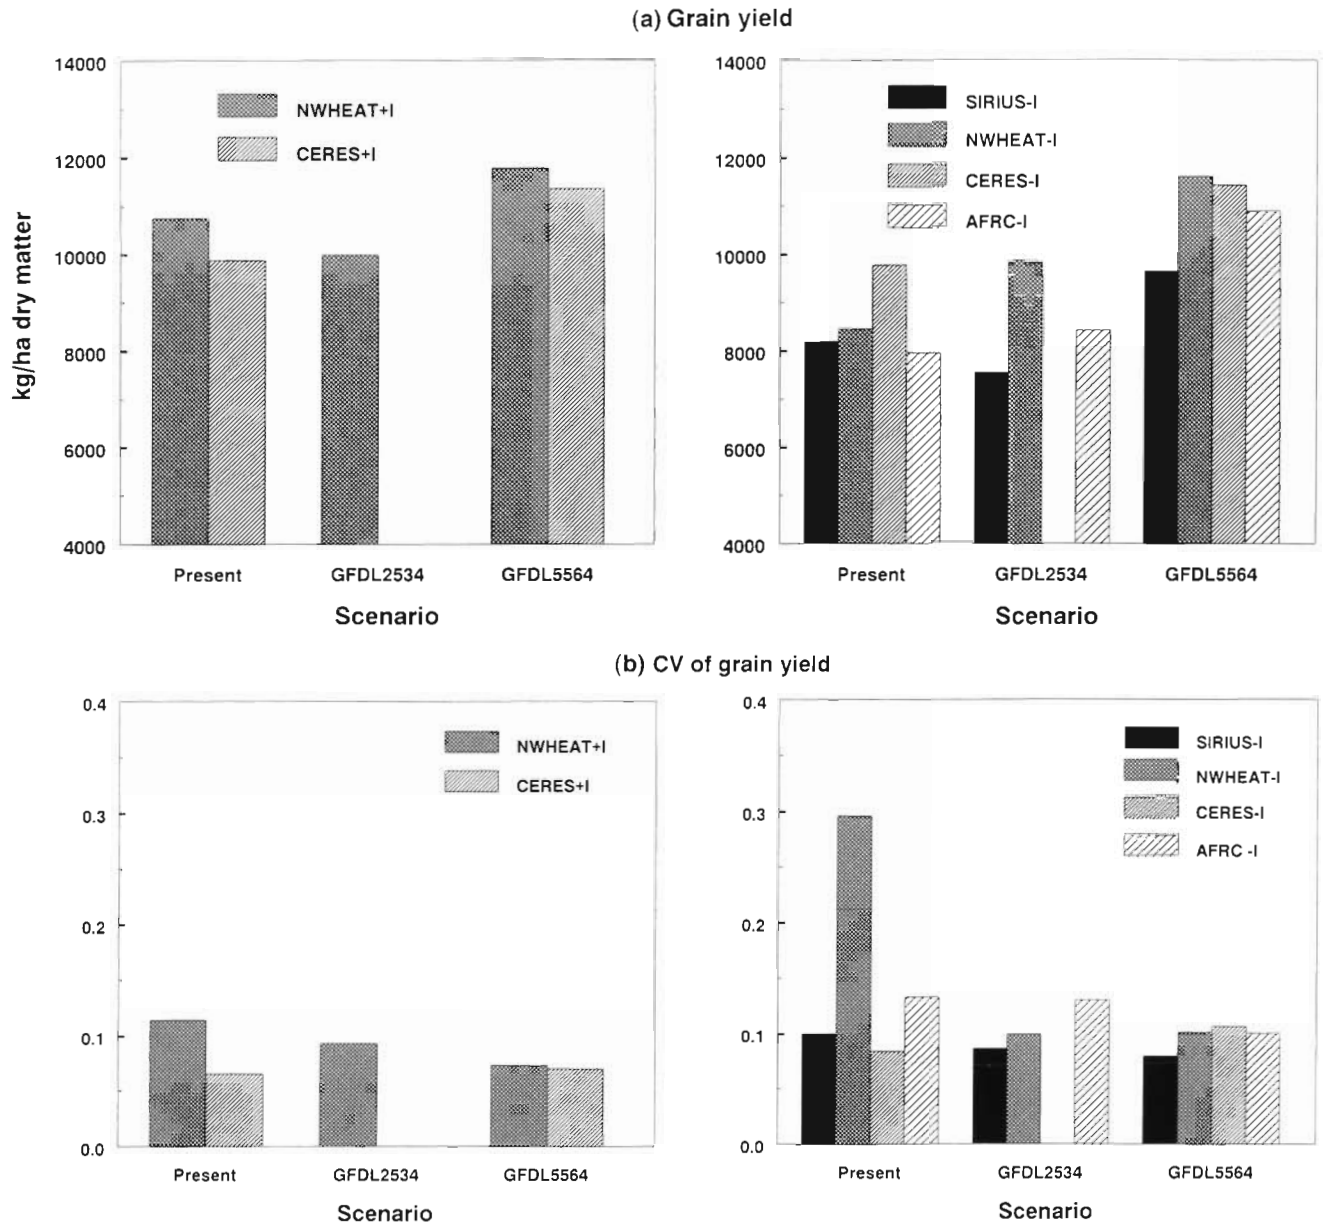 (a) Grain yield
kg/ha dry matter
14000
12000
10000
8000
6000
4000
NWHEAT+I
CERES+I
Present GFDL2534 GFDL5564
Scenario
14000
12000
10000
8000
6000
4000
SIRIUS-I
NWHEAT-I
CERES-I
AFRC-I
Present GFDL2534 GFDL5564
Scenario
(b) CV of grain yield
0.4
0.3
0.2
0.1
0.0
NWHEAT+I
CERES+I
Present GFDL2534 GFDL5564
Scenario
0.4
0.3
0.2
0.1
0.0
SIRIUS-I
NWHEAT-I
CERES-I
AFRC -I
Present GFDL2534 GFDL5564
Scenario